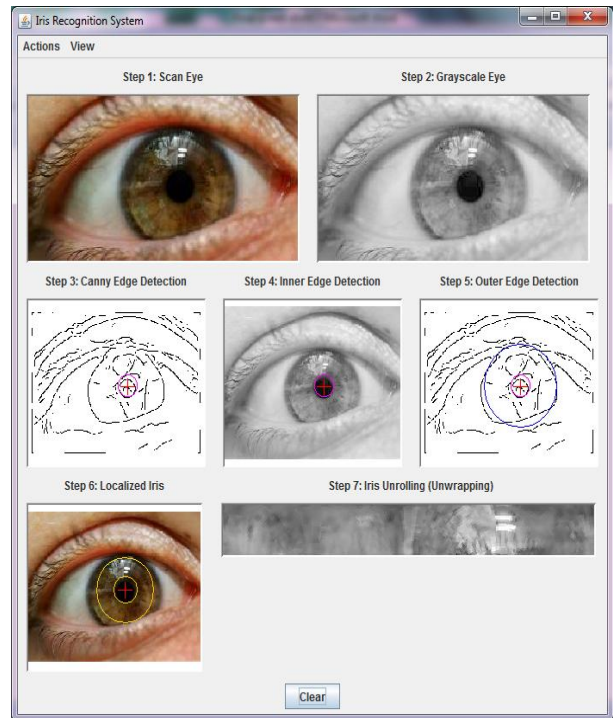 Iris Recognition System
Actions View
Step 1: Scan Eye
Step 2: Grayscale Eye
Step 3: Canny Edge Detection
Step 4: Inner Edge Detection
Step 5: Outer Edge Detection
Step 6: Localized Iris
Step 7: Iris Unrolling (Unwrapping)
Clear